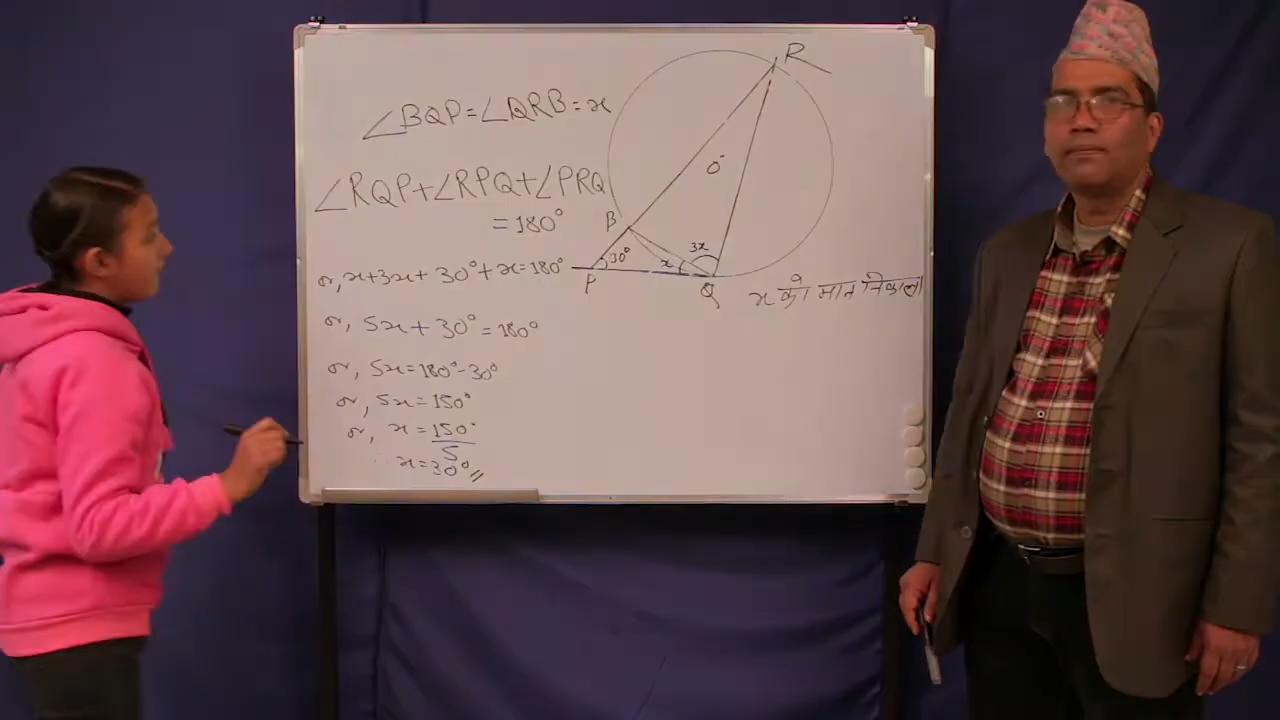 ∠BQP=∠QRB=x
∠RQP+∠RPQ+∠PRQ
=180°
or, x+3x+30°+x=180°
or, 5x+30°=180°
or, 5x=180°-30°
or, 5x=150°
or, x=150°
5
x=30°//
R
O
B
3x
30°
x
P
Q
x को मान निकाल